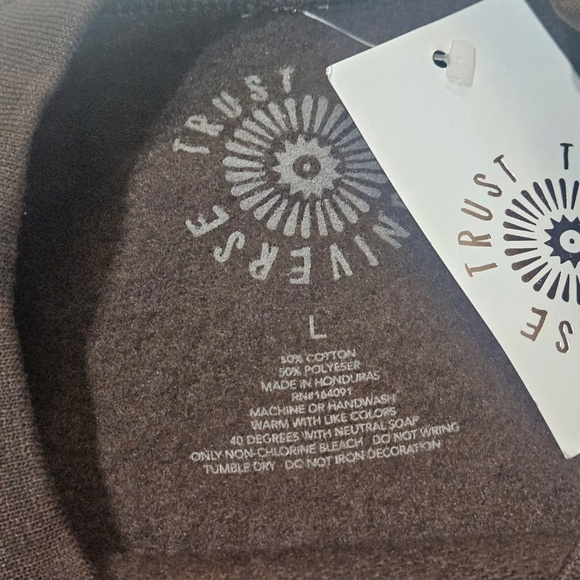 TRUST
UNIVERSE
L
50% COTTON
50% POLYESER
MADE IN HONDURAS
RN#164091
MACHINE OR HANDWASH
WARM WITH LIKE COLORS
40 DEGREES WITH NEUTRAL SOAP
ONLY NON-CHLORINE BLEACH DO NOT WRING
TUMBLE DRY - DO NOT IRON DECORATION
TRUST T
SE